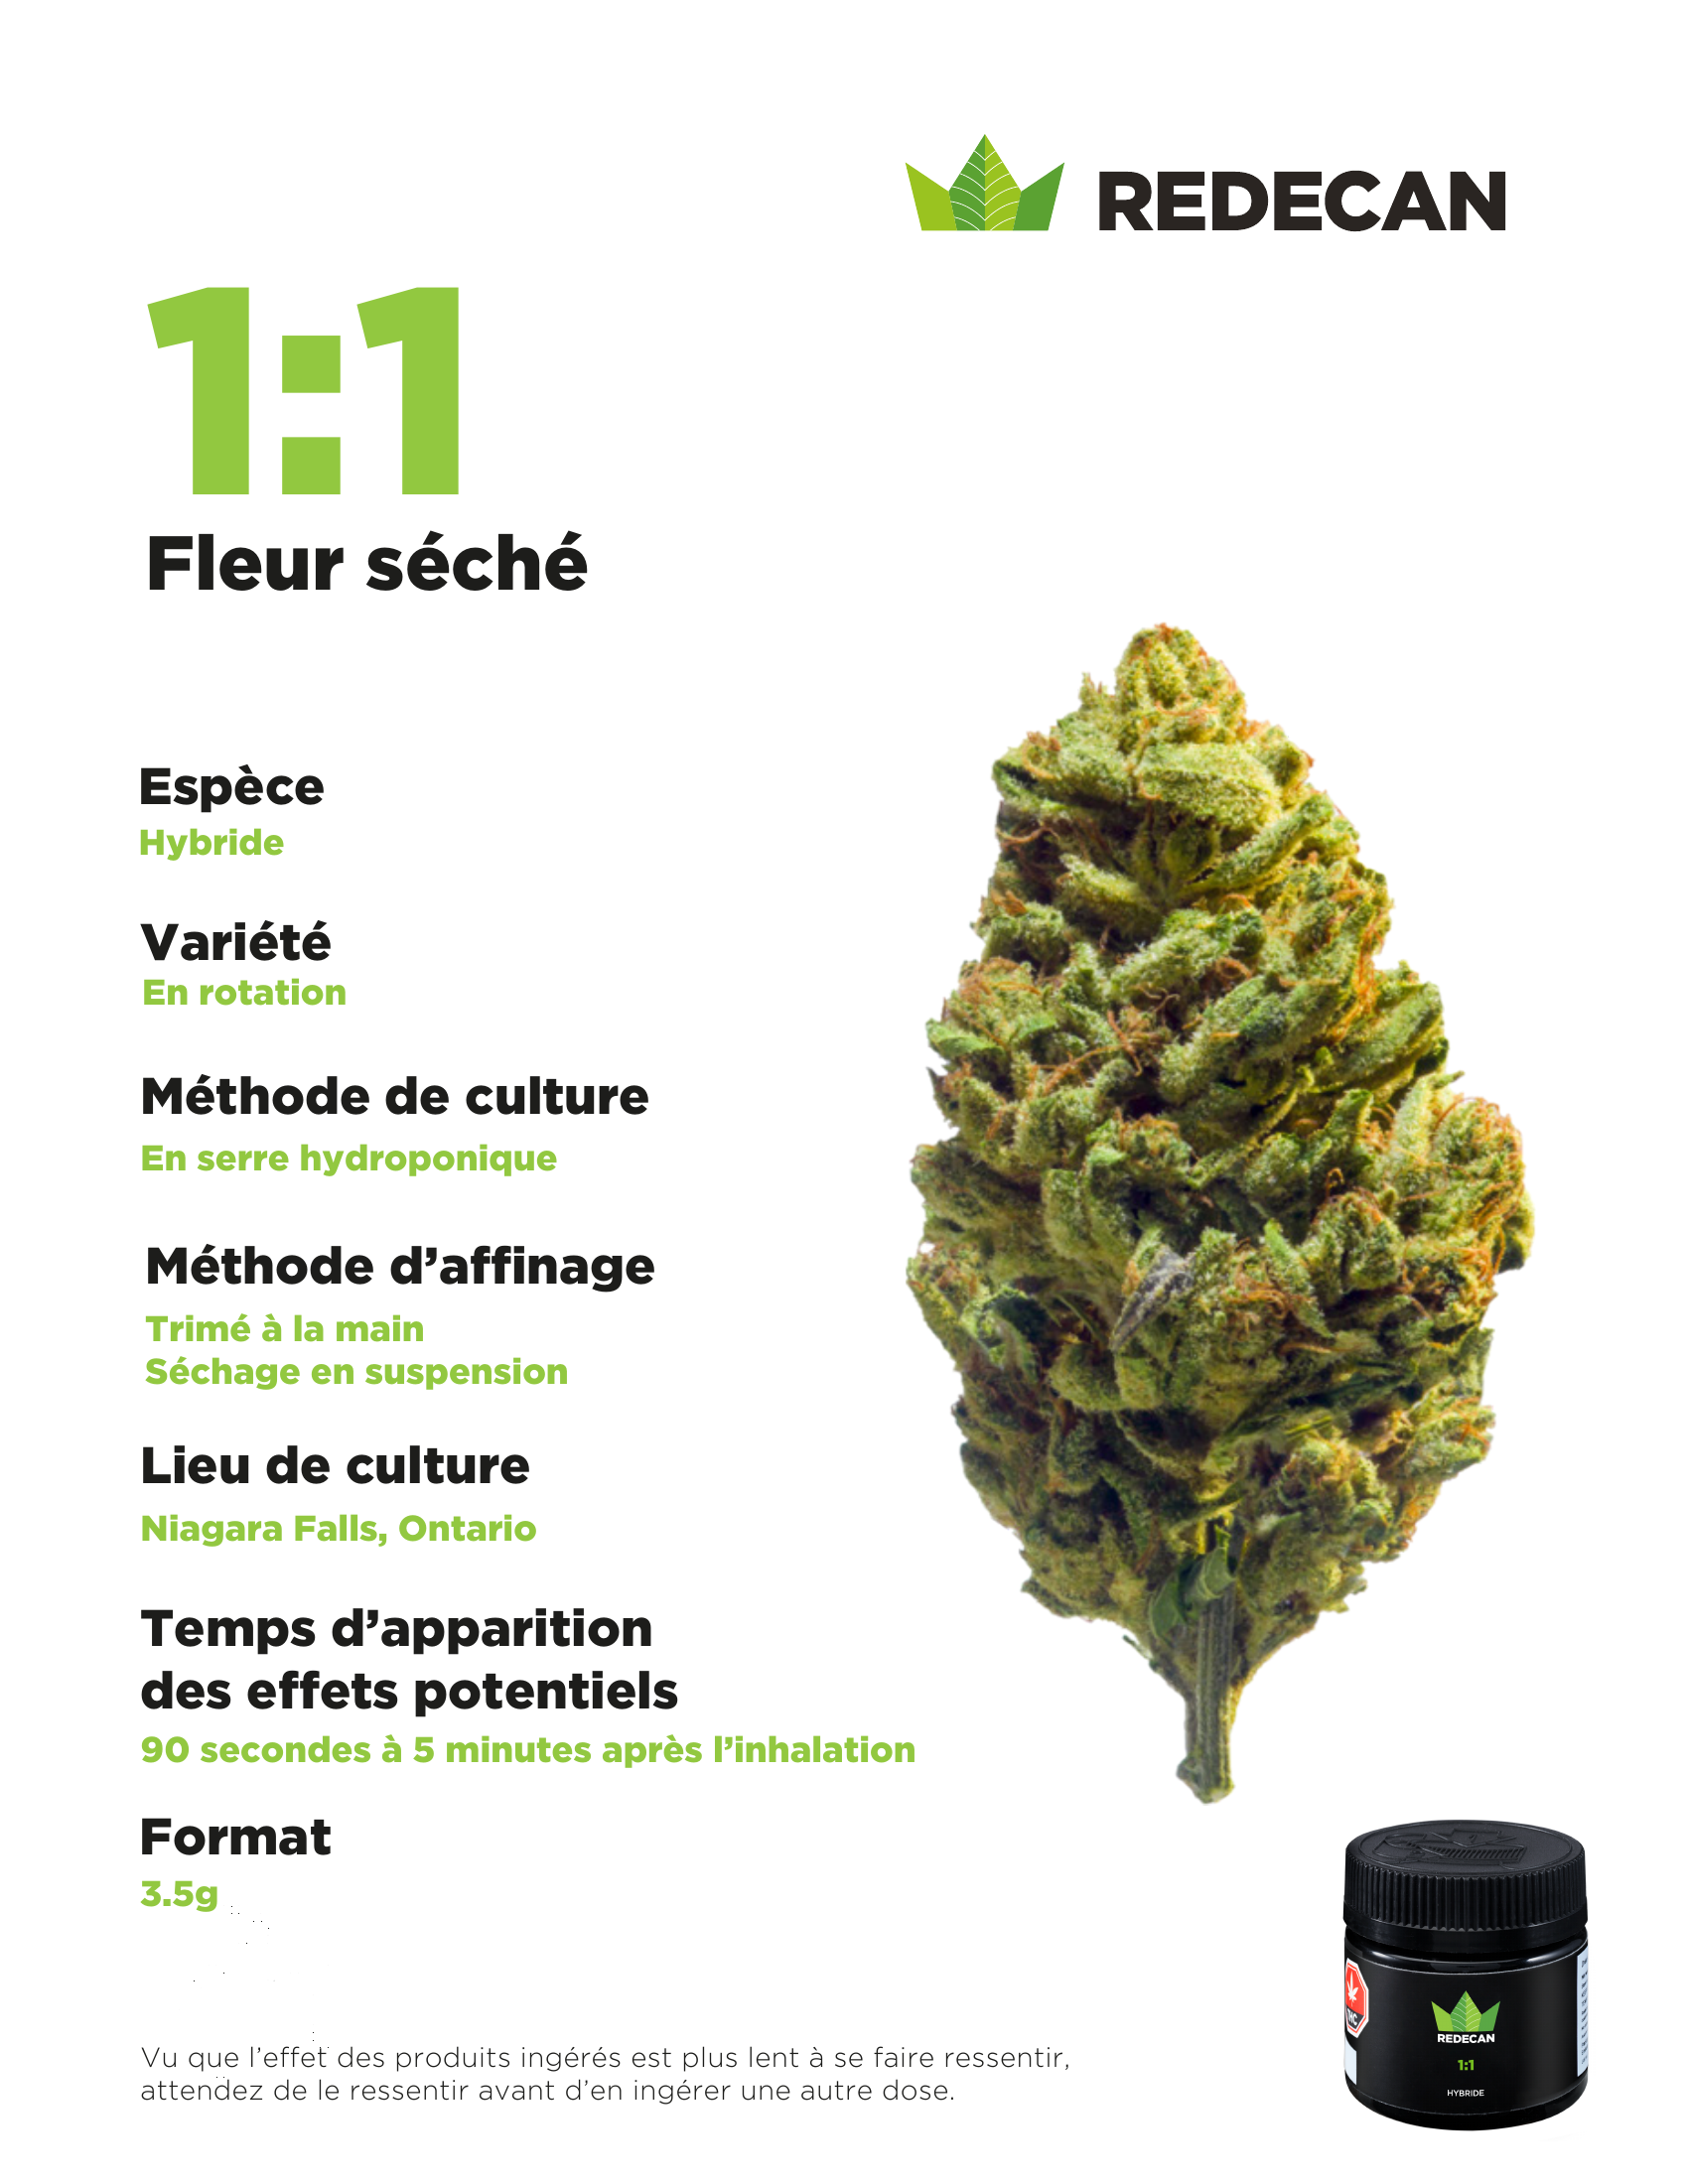 REDECAN
1:1
Fleur séché
Espèce
Hybride
Variété
En rotation
Méthode de culture
En serre hydroponique
Méthode d’affinage
Trimé à la main
Séchage en suspension
Lieu de culture
Niagara Falls, Ontario
Temps d’apparition
des effets potentiels
90 secondes à 5 minutes après l’inhalation
Format
3.5g
Vu que l’effet des produits ingérés est plus lent à se faire ressentir,
attendez de le ressentir avant d’en ingérer une autre dose.
THC
REDECAN
1:1
HYBRIDE